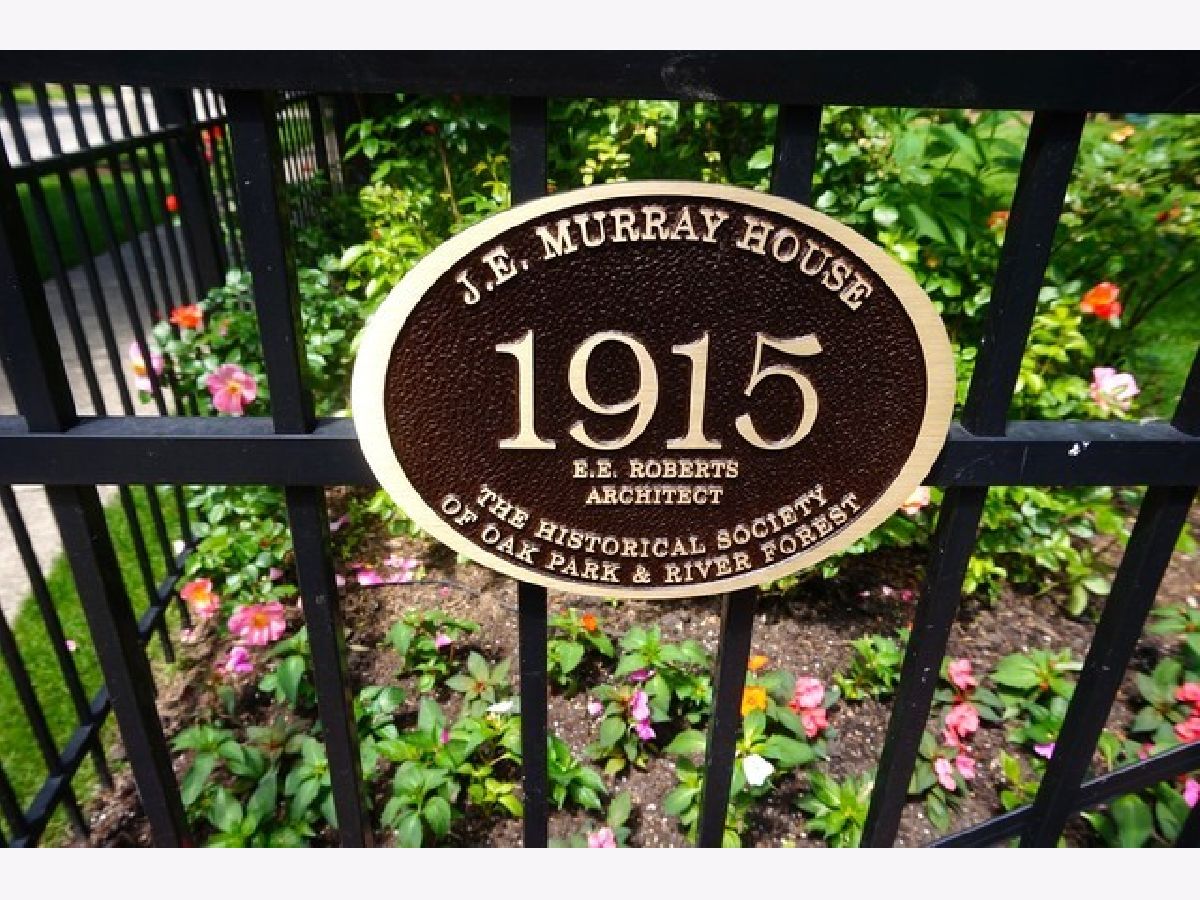 J.E. MURRAY HOUSE
1915
E.E. ROBERTS
ARCHITECT
THE HISTORICAL SOCIETY
OF OAK PARK & RIVER FOREST